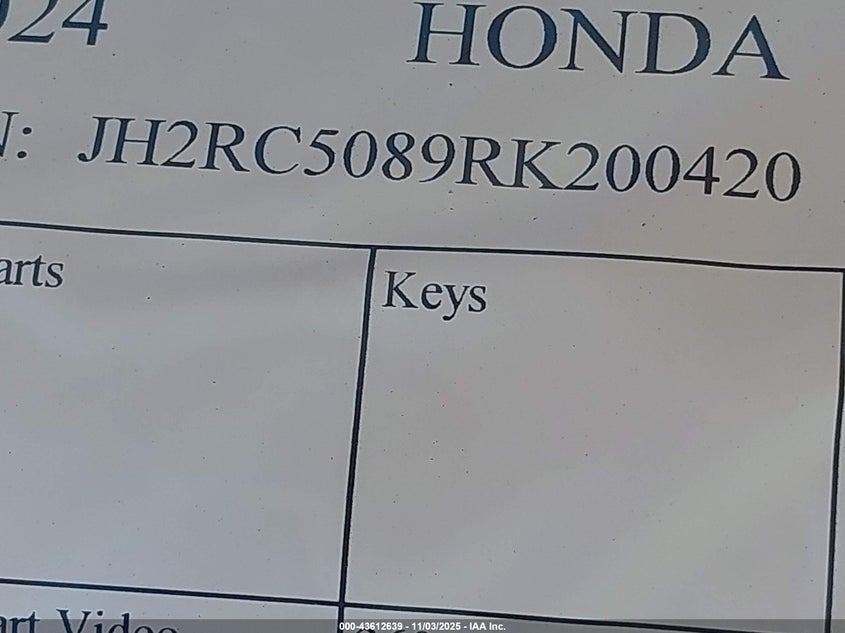 024 HONDA
N: JH2RC5089RK200420
arts Keys
art Video
000-43612639 - 11/03/2025 - IAA Inc.